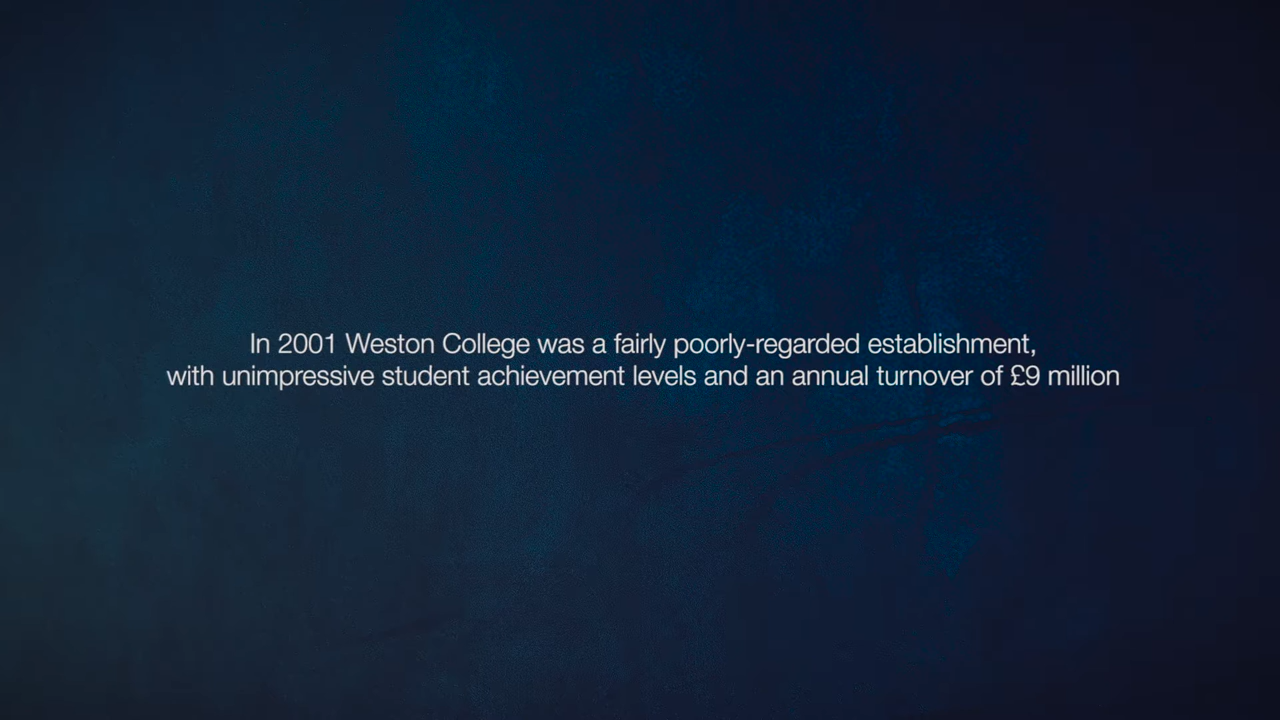 In 2001 Weston College was a fairly poorly-regarded establishment,
with unimpressive student achievement levels and an annual turnover of £9 million